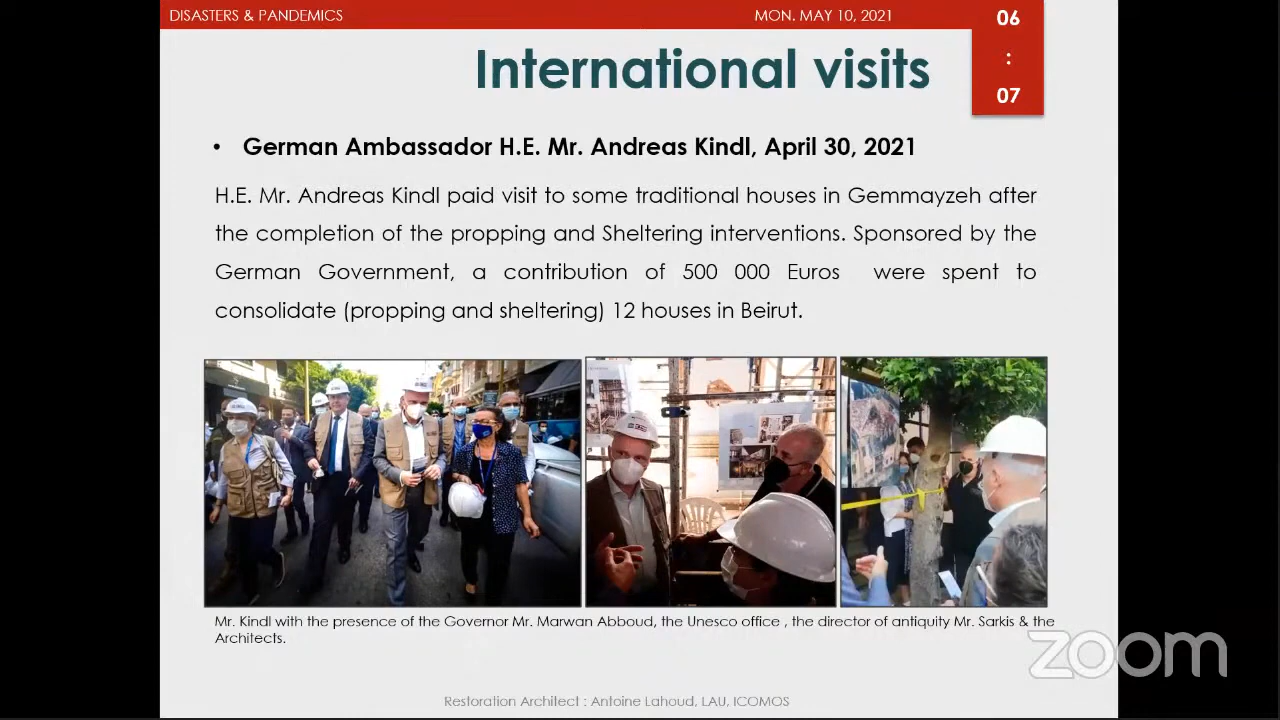 DISASTERS & PANDEMICS
MON. MAY 10, 2021
06
:
07
International visits
• German Ambassador H.E. Mr. Andreas Kindl, April 30, 2021
H.E. Mr. Andreas Kindl paid visit to some traditional houses in Gemmayzeh after
the completion of the propping and Sheltering interventions. Sponsored by the
German Government, a contribution of 500 000 Euros were spent to
consolidate (propping and sheltering) 12 houses in Beirut.
Mr. Kindl with the presence of the Governor Mr. Marwan Abboud, the Unesco office , the director of antiquity Mr. Sarkis & the
Architects.
zoom
Restoration Architect : Antoine Lahoud, LAU, ICOMOS